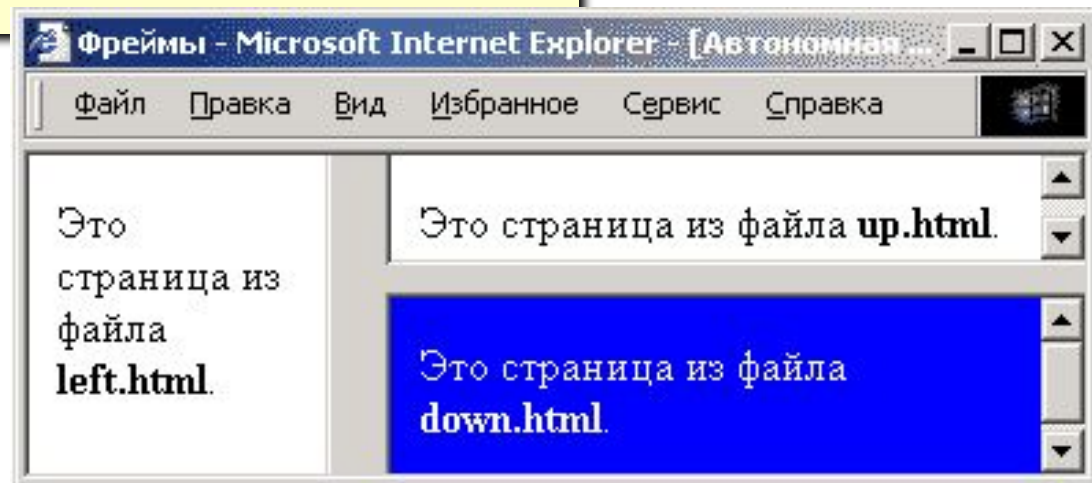 Фреймы - Microsoft Internet Explorer - [Автономная ...
Файл Правка Вид Избранное Сервис Справка
Это
страница из
файла
left.html.
Это страница из файла up.html.
Это страница из файла
down.html.